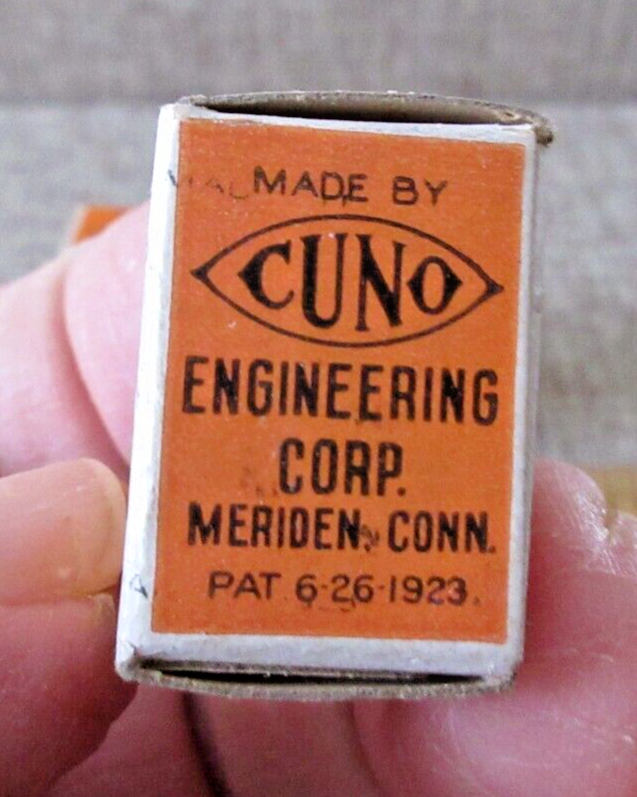 MADE BY
CUNO
ENGINEERING
CORP.
MERIDEN, CONN.
PAT 6-26-1923.